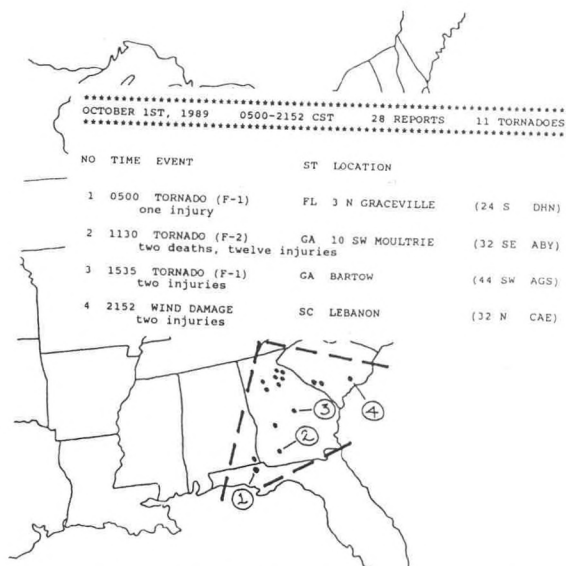 ****************************************************************
OCTOBER 1ST, 1989 0500-2152 CST 28 REPORTS 11 TORNADOES
****************************************************************
NO TIME EVENT ST LOCATION
1 0500 TORNADO (F-1) FL 3 N GRACEVILLE (24 S DHN)
one injury
2 1130 TORNADO (F-2) GA 10 SW MOULTRIE (32 SE ABY)
two deaths, twelve injuries
3 1535 TORNADO (F-1) GA BARTOW (44 SW AGS)
two injuries
4 2152 WIND DAMAGE SC LEBANON (32 N CAE)
two injuries
3
4
2
1